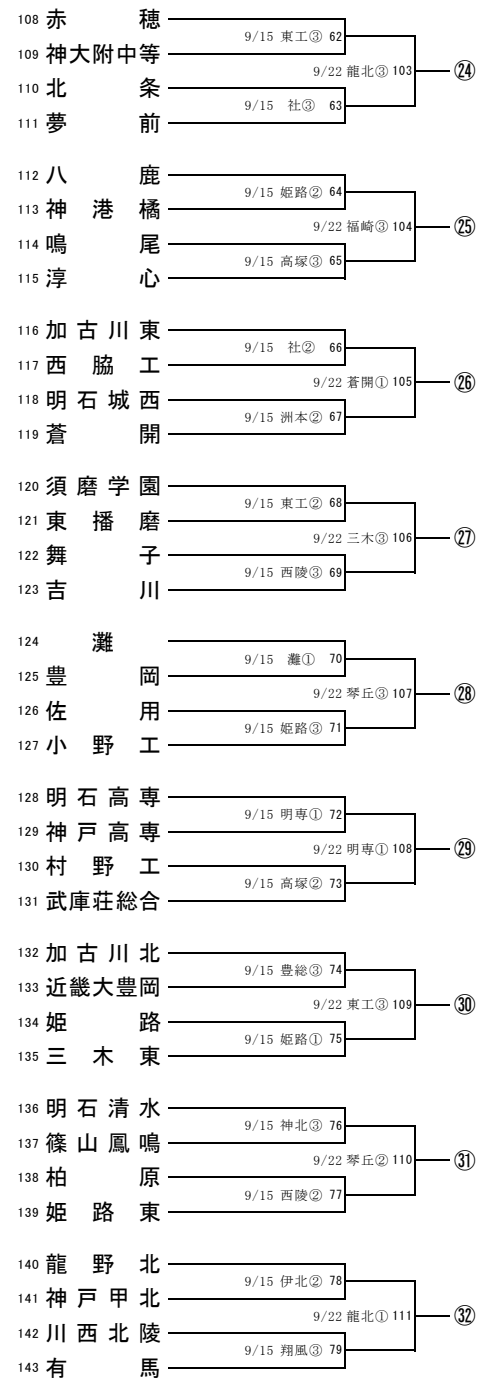 108 赤穂
9/15 東工③ 62
109 神大附中等
9/22 龍北③ 103
㉔
110 北条
9/15 社③ 63
111 夢前
112 八鹿
9/15 姫路② 64
113 神港橘
9/22 福崎③ 104
㉕
114 鳴尾
9/15 高塚③ 65
115 淳心
116 加古川東
9/15 社② 66
117 西脇工
9/22 蒼開① 105
㉖
118 明石城西
9/15 洲本② 67
119 蒼開
120 須磨学園
9/15 東工② 68
121 東播磨
9/22 三木③ 106
㉗
122 舞子
9/15 西陵③ 69
123 吉川
124 灘
9/15 灘① 70
125 豊岡
9/22 琴丘③ 107
㉘
126 佐用
9/15 姫路③ 71
127 小野工
128 明石高専
9/15 明専① 72
129 神戸高専
9/22 明専① 108
㉙
130 村野工
9/15 高塚② 73
131 武庫荘総合
132 加古川北
9/15 豊総③ 74
133 近畿大豊岡
9/22 東工③ 109
㉚
134 姫路
9/15 姫路① 75
135 三木東
136 明石清水
9/15 神北③ 76
137 篠山鳳鳴
9/22 琴丘② 110
㉛
138 柏原
9/15 西陵② 77
139 姫路東
140 龍野北
9/15 伊北② 78
141 神戸甲北
9/22 龍北① 111
㉜
142 川西北陵
9/15 翔風③ 79
143 有馬